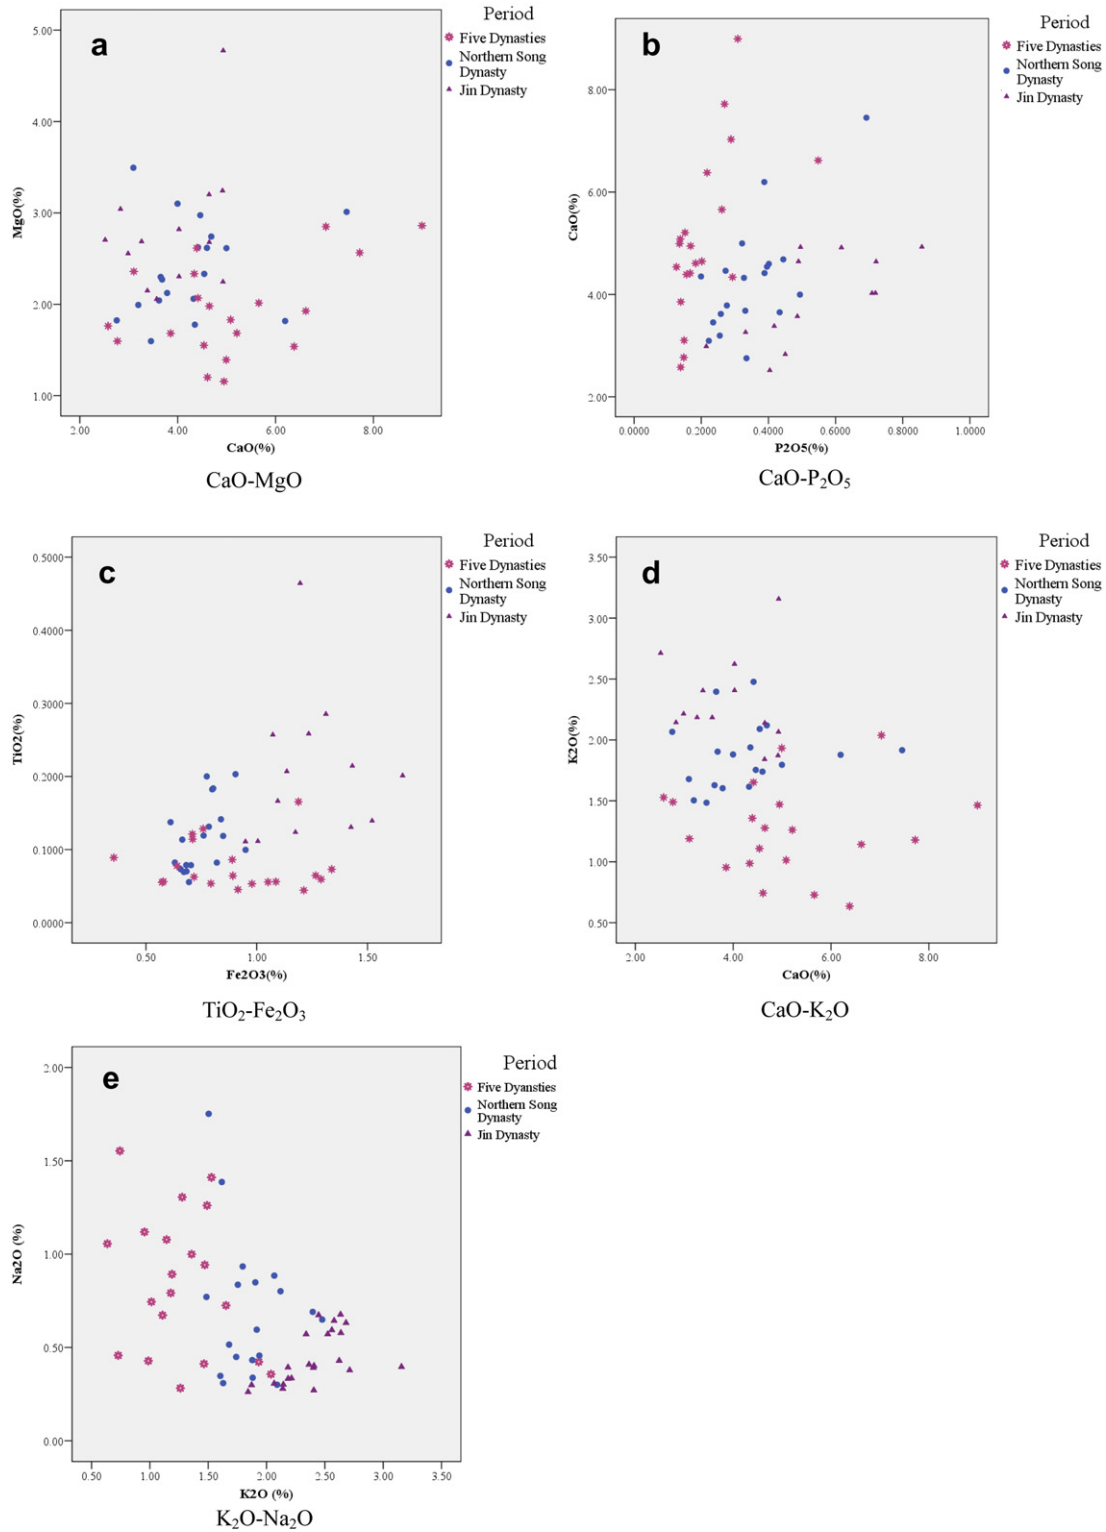 a
Period
Five Dynasties
Northern Song
Dynasty
Jin Dynasty
5.00
4.00
3.00
2.00
1.00
MgO(%)
2.00 4.00 6.00 8.00
CaO(%)
CaO-MgO
b
Period
Five Dynasties
Northern Song
Dynasty
Jin Dynasty
8.00
6.00
4.00
2.00
CaO(%)
0.0000 0.2000 0.4000 0.6000 0.8000 1.0000
P2O5(%)
CaO-P₂O₅
c
Period
Five Dynasties
Northern Song
Dynasty
Jin Dynasty
0.5000
0.4000
0.3000
0.2000
0.1000
0.0000
TiO2(%)
0.50 1.00 1.50
Fe2O3(%)
TiO₂-Fe₂O₃
d
Period
Five Dynasties
Northern Song
Dynasty
Jin Dynasty
3.50
3.00
2.50
2.00
1.50
1.00
0.50
K2O(%)
2.00 4.00 6.00 8.00
CaO(%)
CaO-K₂O
e
Period
Five Dyansties
Northern Song
Dynasty
Jin Dynasty
2.00
1.50
1.00
0.50
0.00
Na2O (%)
0.50 1.00 1.50 2.00 2.50 3.00 3.50
K2O (%)
K₂O-Na₂O